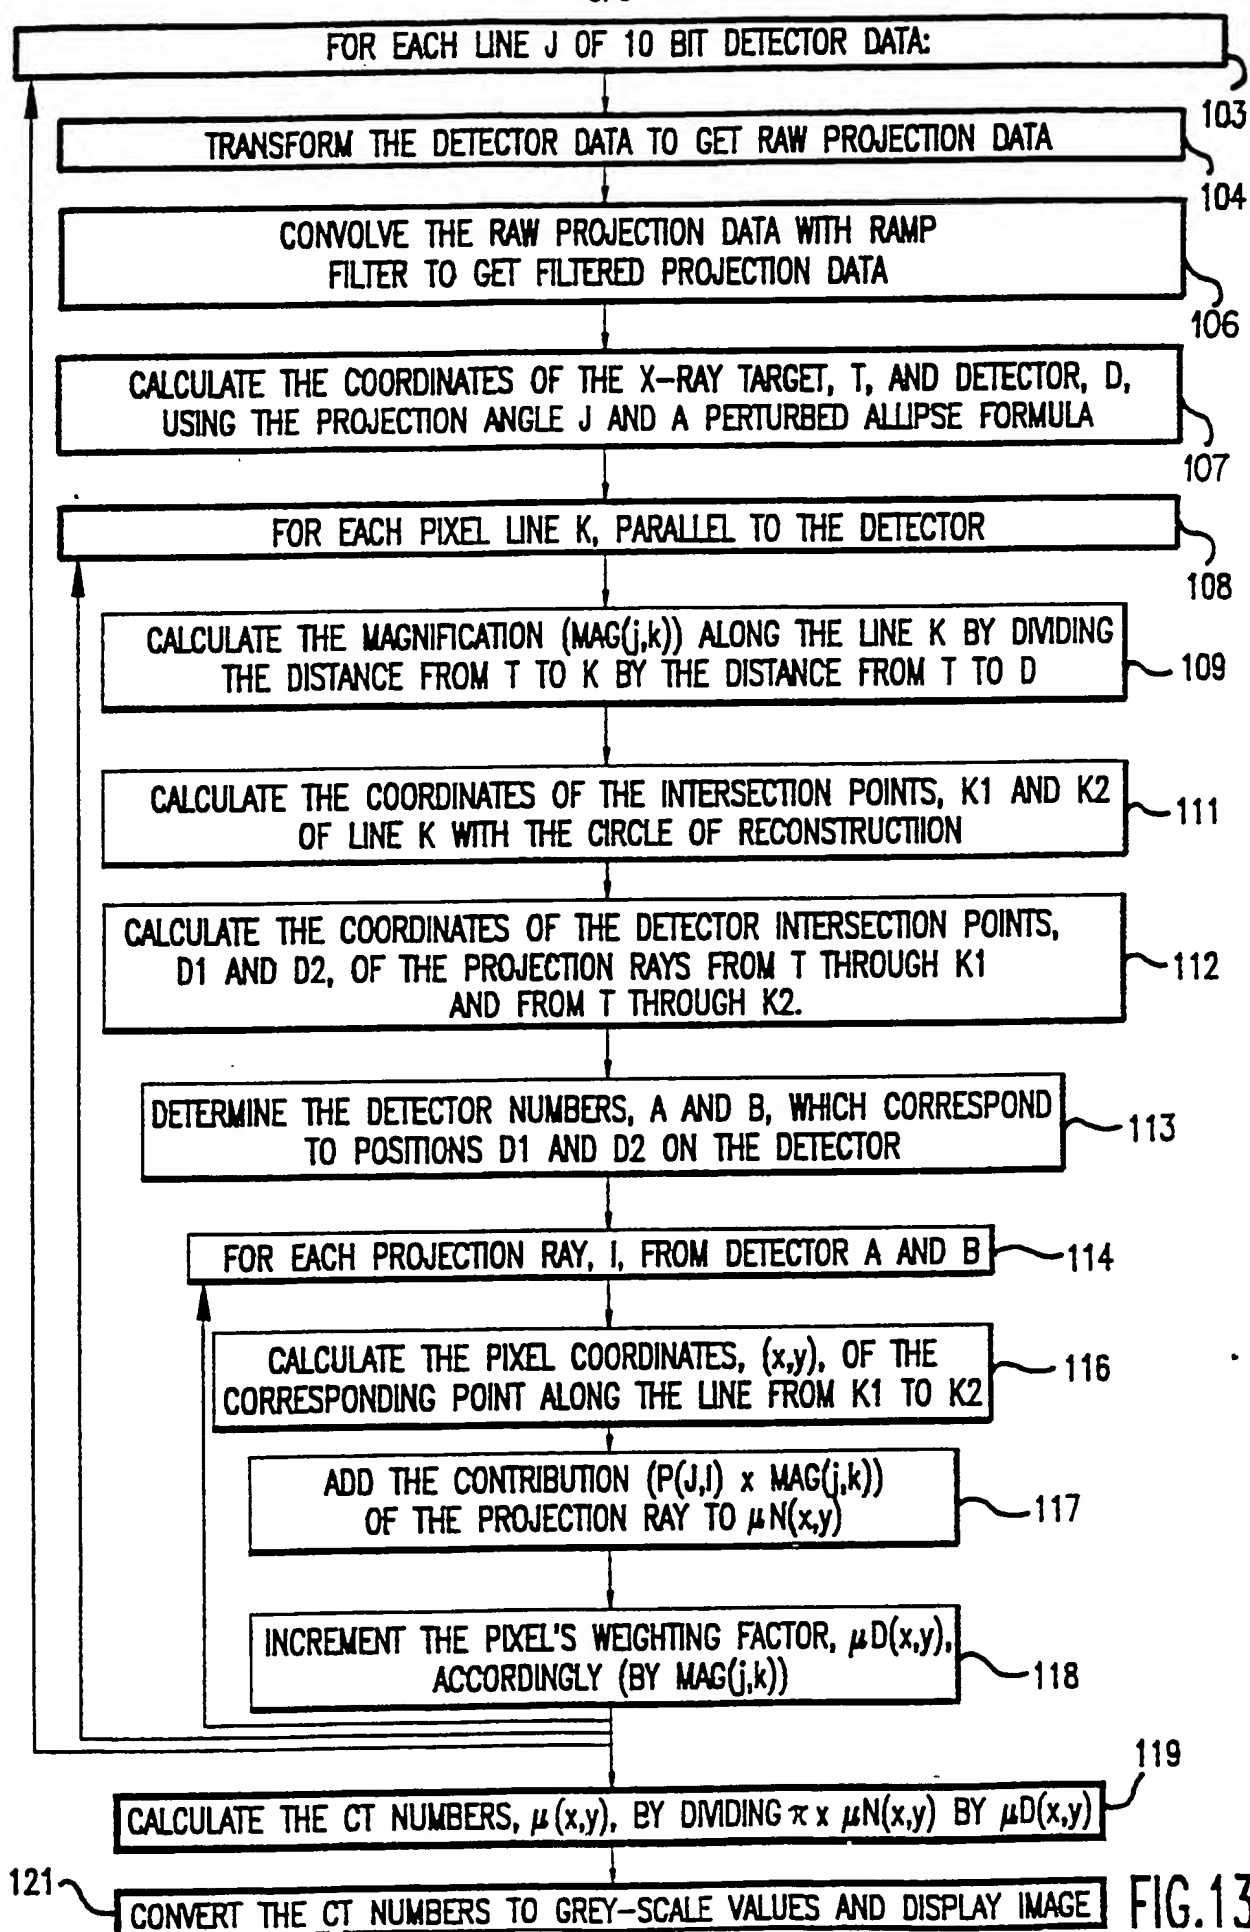 FOR EACH LINE J OF 10 BIT DETECTOR DATA:
103
TRANSFORM THE DETECTOR DATA TO GET RAW PROJECTION DATA
104
CONVOLVE THE RAW PROJECTION DATA WITH RAMP
FILTER TO GET FILTERED PROJECTION DATA
106
CALCULATE THE COORDINATES OF THE X-RAY TARGET, T, AND DETECTOR, D,
USING THE PROJECTION ANGLE J AND A PERTURBED ALLIPSE FORMULA
107
FOR EACH PIXEL LINE K, PARALLEL TO THE DETECTOR
108
CALCULATE THE MAGNIFICATION (MAG(j,k)) ALONG THE LINE K BY DIVIDING
THE DISTANCE FROM T TO K BY THE DISTANCE FROM T TO D
109
CALCULATE THE COORDINATES OF THE INTERSECTION POINTS, K1 AND K2
OF LINE K WITH THE CIRCLE OF RECONSTRUCTIION
111
CALCULATE THE COORDINATES OF THE DETECTOR INTERSECTION POINTS,
D1 AND D2, OF THE PROJECTION RAYS FROM T THROUGH K1
AND FROM T THROUGH K2.
112
DETERMINE THE DETECTOR NUMBERS, A AND B, WHICH CORRESPOND
TO POSITIONS D1 AND D2 ON THE DETECTOR
113
FOR EACH PROJECTION RAY, I, FROM DETECTOR A AND B
114
CALCULATE THE PIXEL COORDINATES, (x,y), OF THE
CORRESPONDING POINT ALONG THE LINE FROM K1 TO K2
116
ADD THE CONTRIBUTION (P(J,I) x MAG(j,k))
OF THE PROJECTION RAY TO μN(x,y)
117
INCREMENT THE PIXEL'S WEIGHTING FACTOR, μD(x,y),
ACCORDINGLY (BY MAG(j,k))
118
119
CALCULATE THE CT NUMBERS, μ(x,y), BY DIVIDING π x μN(x,y) BY μD(x,y)
121
CONVERT THE CT NUMBERS TO GREY-SCALE VALUES AND DISPLAY IMAGE
FIG.13